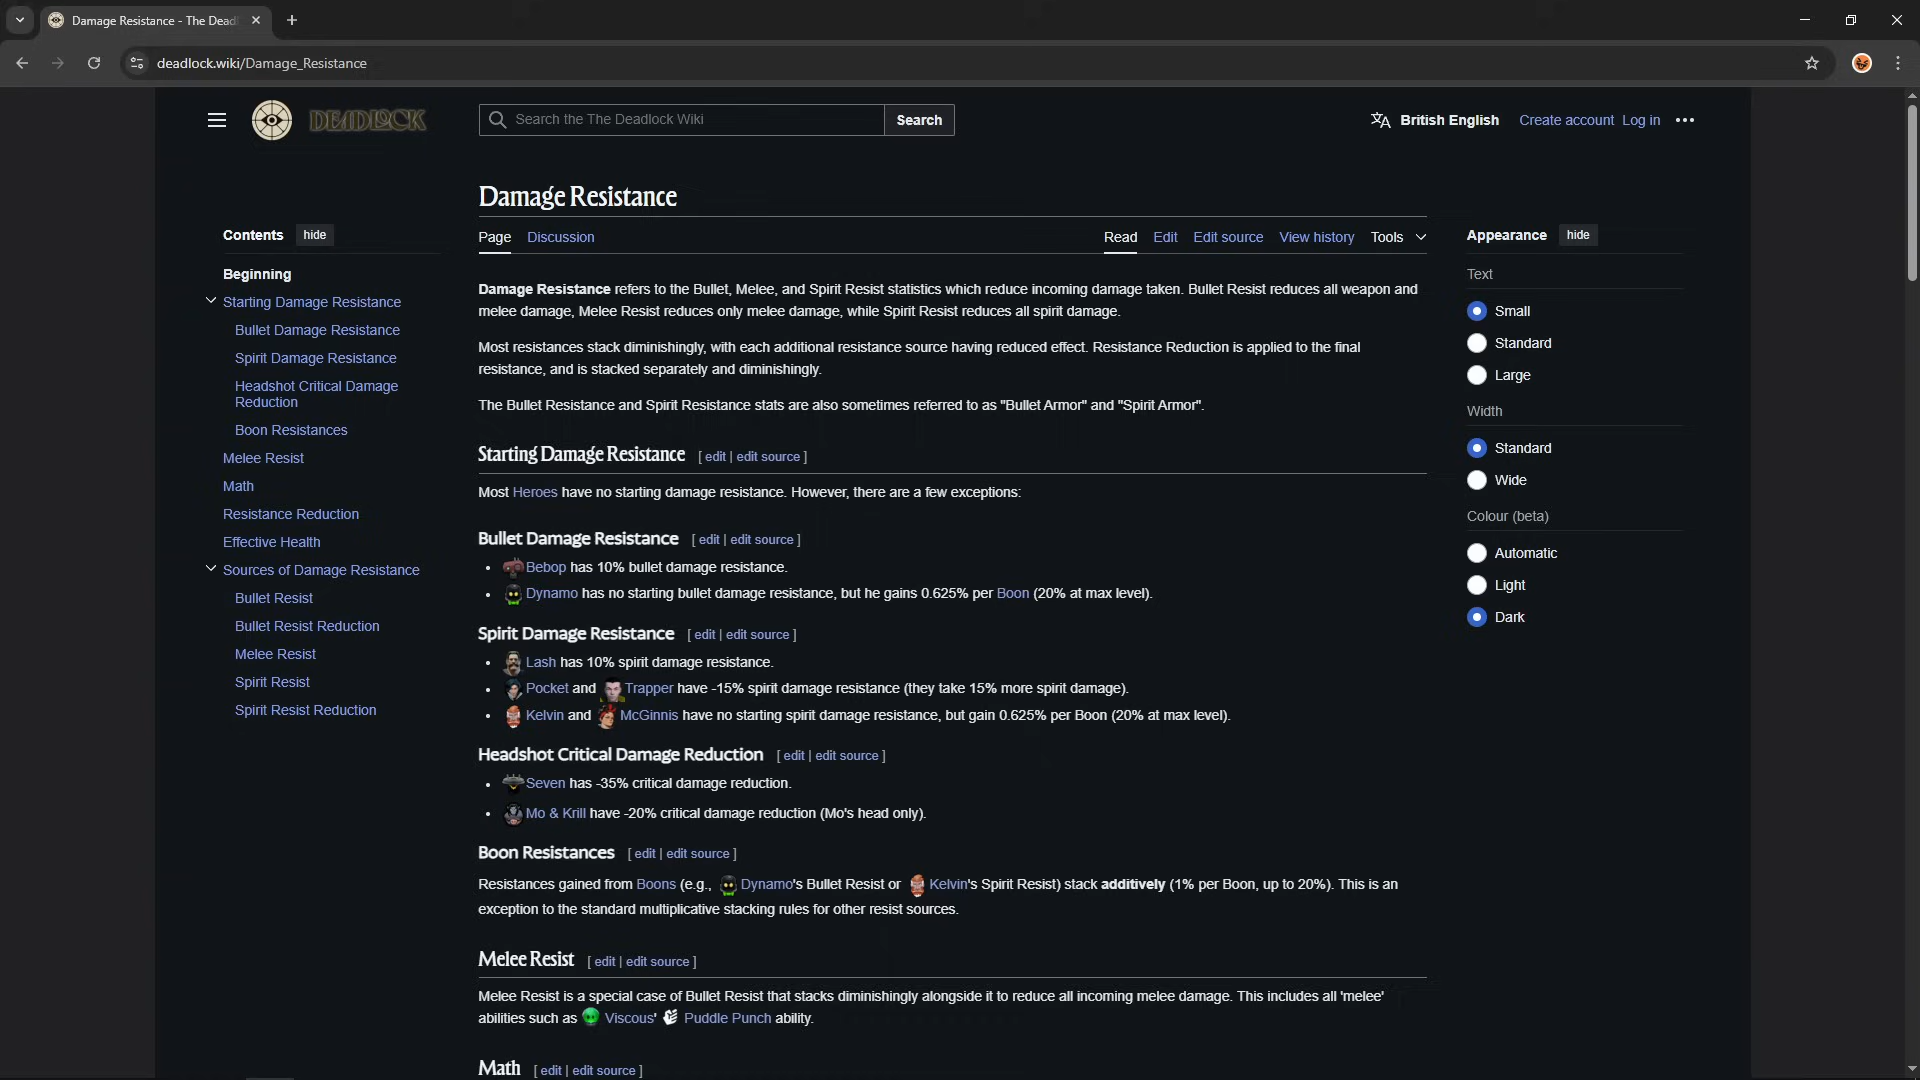 Damage Resistance - The Deadl
deadlock.wiki/Damage_Resistance
DEADLOCK
Search the The Deadlock Wiki
Search
British English
Create account Log in
Damage Resistance
Contents hide
Page Discussion
Read Edit Edit source View history Tools
Appearance hide
Beginning
Starting Damage Resistance
Bullet Damage Resistance
Spirit Damage Resistance
Headshot Critical Damage
Reduction
Boon Resistances
Melee Resist
Math
Resistance Reduction
Effective Health
Sources of Damage Resistance
Bullet Resist
Bullet Resist Reduction
Melee Resist
Spirit Resist
Spirit Resist Reduction
Damage Resistance refers to the Bullet, Melee, and Spirit Resist statistics which reduce incoming damage taken. Bullet Resist reduces all weapon and
melee damage, Melee Resist reduces only melee damage, while Spirit Resist reduces all spirit damage.
Most resistances stack diminishingly, with each additional resistance source having reduced effect. Resistance Reduction is applied to the final
resistance, and is stacked separately and diminishingly.
The Bullet Resistance and Spirit Resistance stats are also sometimes referred to as "Bullet Armor" and "Spirit Armor".
Starting Damage Resistance [ edit | edit source ]
Most Heroes have no starting damage resistance. However, there are a few exceptions:
Bullet Damage Resistance [ edit | edit source ]
• Bebop has 10% bullet damage resistance.
• Dynamo has no starting bullet damage resistance, but he gains 0.625% per Boon (20% at max level).
Spirit Damage Resistance [ edit | edit source ]
• Lash has 10% spirit damage resistance.
• Pocket and Trapper have -15% spirit damage resistance (they take 15% more spirit damage).
• Kelvin and McGinnis have no starting spirit damage resistance, but gain 0.625% per Boon (20% at max level).
Headshot Critical Damage Reduction [ edit | edit source ]
• Seven has -35% critical damage reduction.
• Mo & Krill have -20% critical damage reduction (Mo's head only).
Boon Resistances [ edit | edit source ]
Resistances gained from Boons (e.g., Dynamo's Bullet Resist or Kelvin's Spirit Resist) stack additively (1% per Boon, up to 20%). This is an
exception to the standard multiplicative stacking rules for other resist sources.
Melee Resist [ edit | edit source ]
Melee Resist is a special case of Bullet Resist that stacks diminishingly alongside it to reduce all incoming melee damage. This includes all 'melee'
abilities such as Viscous' Puddle Punch ability.
Math [ edit | edit source ]
Text
Small
Standard
Large
Width
Standard
Wide
Colour (beta)
Automatic
Light
Dark